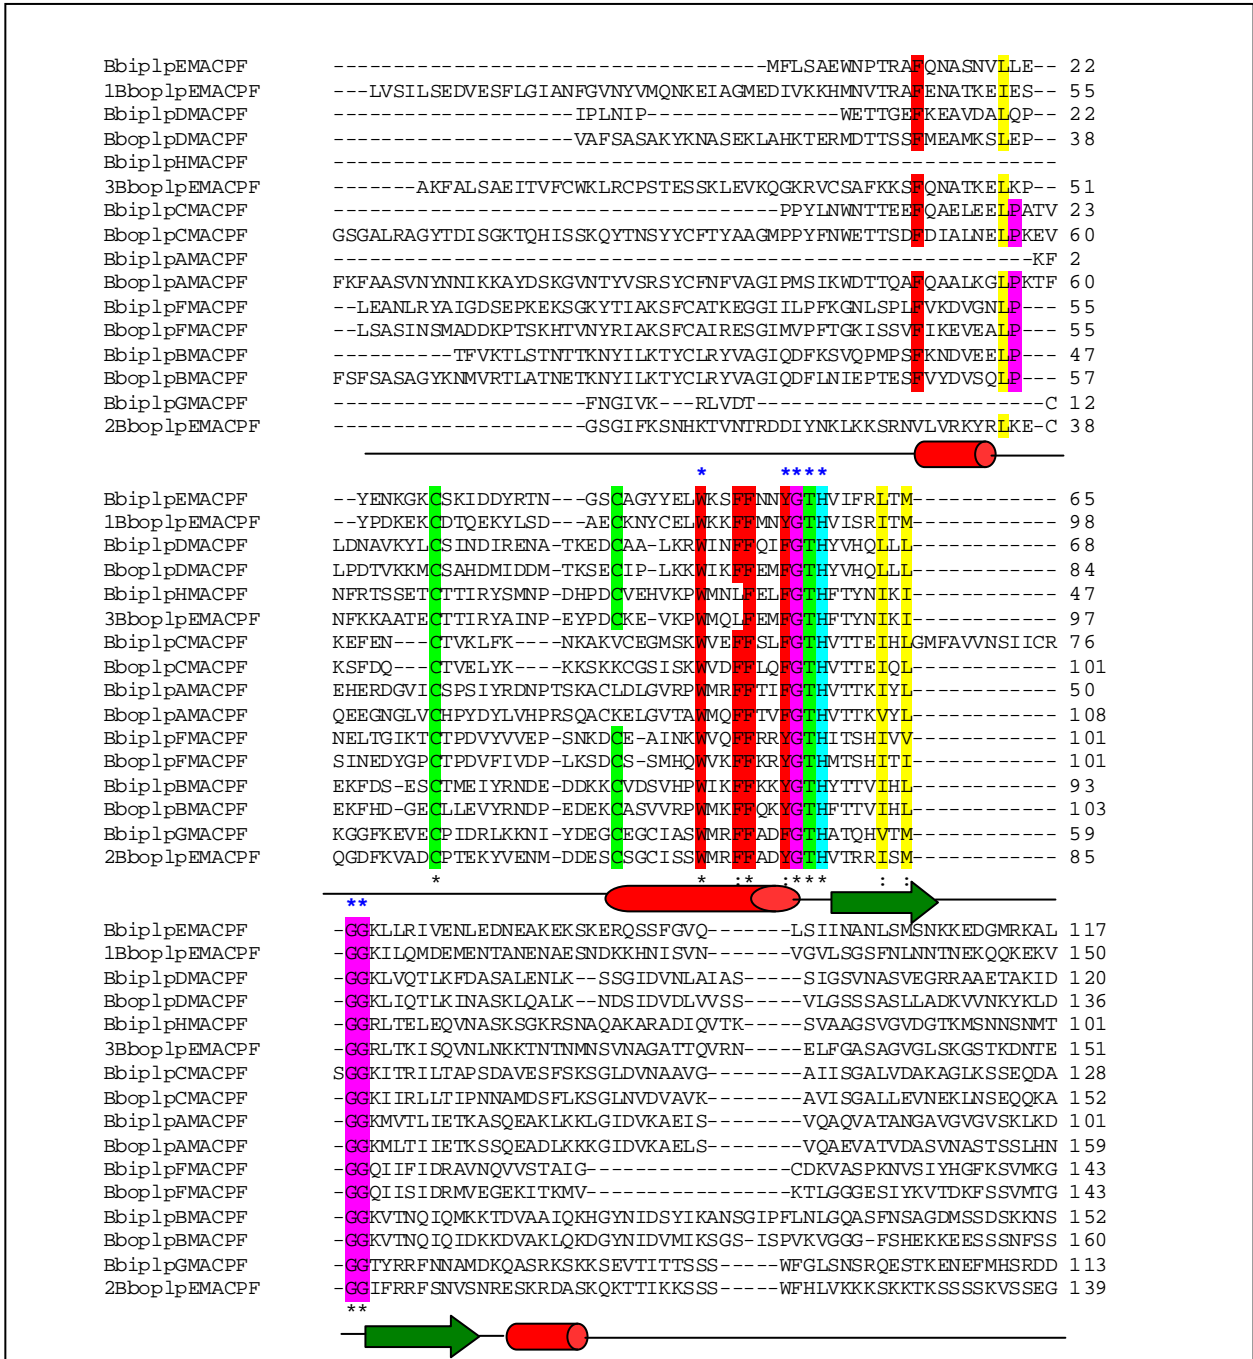 BbiplpEMACPF -----------------------------------MFLSAEWNPTRAFQNASNVLLE-- 22
1BboplpEMACPF ---LVSILSEDVESFLGIANFGVNYVMQNKEIAGMEDIVKKHMNVTRAFENATKEIES-- 55
BbiplpDMACPF --------------------IPLNIP----------------WETTGEFKEAVDALQP-- 22
BboplpDMACPF --------------------VAFSASAKYKNASEKLAHKTERMDTTSSFMEAMKSLEP-- 38
BbiplpHMACPF ------------------------------------------------------------
3BboplpEMACPF -------AKFALSAEITVFCWKLRCPSTESSKLEVKQGKRVCSAFKKSFQNATKELKP-- 51
BbiplpCMACPF -------------------------------------PPYLNWNTTEEFQAELEELPATV 23
BboplpCMACPF GSGALRAGYTDISGKTQHISSKQYTNSYYCFTYAAGMPPYFNWETTSDFDIALNELPKEV 60
BbiplpAMACPF ----------------------------------------------------------KF 2
BboplpAMACPF FKFAASVNYNNIKKAYDSKGVNTYVSRSYCFNFVAGIPMSIKWDTTQAFQAALKGLPKTF 60
BbiplpFMACPF --LEANLRYAIGDSEPKEKSGKYTIAKSFCATKEGGIILPFKGNLSPLFVKDVGNLP--- 55
BboplpFMACPF --LSASINSMADDKPTSKHTVNYRIAKSFCAIRESGIMVPFTGKISSVFIKEVEALP--- 55
BbiplpBMACPF ----------TFVKTLSTNTTKNYILKTYCLRYVAGIQDFKSVQPMPSFKNDVEELP--- 47
BboplpBMACPF FSFSASAGYKNMVRTLATNETKNYILKTYCLRYVAGIQDFLNIEPTESFVYDVSQLP--- 57
BbiplpGMACPF ---------------------FNGIVK---RLVDT------------------------C 12
2BboplpEMACPF ---------------------GSGIFKSNHKTVNTRDDIYNKLKKSRNVLVRKYRLKE-C 38
* ****
BbiplpEMACPF --YENKGKCSKIDDYRTN---GSCAGYYELWKSFFNNYGTHVIFRLTM------------ 65
1BboplpEMACPF --YPDKEKCDTQEKYLSD---AECKNYCELWKKFFMNYGTHVISRITM------------ 98
BbiplpDMACPF LDNAVKYLCSINDIRENA-TKEDCAA-LKRWINFFQIFGTHYVHQLLL------------ 68
BboplpDMACPF LPDTVKKMCSAHDMIDDM-TKSECIP-LKKWIKFFEMFGTHYVHQLLL------------ 84
BbiplpHMACPF NFRTSSETCTTIRYSMNP-DHPDCVEHVKPWMNLFELFGTHFTYNIKI------------ 47
3BboplpEMACPF NFKKAATECTTIRYAINP-EYPDCKE-VKPWMQLFEMFGTHFTYNIKI------------ 97
BbiplpCMACPF KEFEN---CTVKLFK----NKAKVCEGMSKWVEFFSLFGTHVTTEIHLGMFAVVNSIICR 76
BboplpCMACPF KSFDQ---CTVELYK----KKSKKCGSISKWVDFFLQFGTHVTTEIQL------------ 101
BbiplpAMACPF EHERDGVICSPSIYRDNPTSKACLDLGVRPWMRFFTIFGTHVTTKIYL------------ 50
BboplpAMACPF QEEGNGLVCHPYDYLVHPRSQACKELGVTAWMQFFTVFGTHVTTKVYL------------ 108
BbiplpFMACPF NELTGIKTCTPDVYVVEP-SNKDCE-AINKWVQFFRRYGTHITSHIVV------------ 101
BboplpFMACPF SINEDYGPCTPDVFIVDP-LKSDCS-SMHQWVKFFKRYGTHMTSHITI------------ 101
BbiplpBMACPF EKFDS-ESCTMEIYRNDE-DDKKCVDSVHPWIKFFKKYGTHYTTVIHL------------ 93
BboplpBMACPF EKFHD-GECLLEVYRNDP-EDEKCASVVRPWMKFFQKYGTHFTTVIHL------------ 103
BbiplpGMACPF KGGFKEVECPIDRLKKNI-YDEGCEGCIASWMRFFADFGTHATQHVTM------------ 59
2BboplpEMACPF QGDFKVADCPTEKYVENM-DDESCSGCISSWMRFFADYGTHVTRRISM------------ 85
* * :* :*** : :
**
BbiplpEMACPF -GGKLLRIVENLEDNEAKEKSKERQSSFGVQ-------LSIINANLSMSNKKEDGMRKAL 117
1BboplpEMACPF -GGKILQMDEMENTANENAESNDKKHNISVN-------VGVLSGSFNLNNTNEKQQKEKV 150
BbiplpDMACPF -GGKLVQTLKFDASALENLK--SSGIDVNLAIAS-----SIGSVNASVEGRRAAETAKID 120
BboplpDMACPF -GGKLIQTLKINASKLQALK--NDSIDVDLVVSS-----VLGSSSASLLADKVVNKYKLD 136
BbiplpHMACPF -GGRLTELEQVNASKSGKRSNAQAKARADIQVTK-----SVAAGSVGVDGTKMSNNSNMT 101
3BboplpEMACPF -GGRLTKISQVNLNKKTNTNMNSVNAGATTQVRN-----ELFGASAGVGLSKGSTKDNTE 151
BbiplpCMACPF SGGKITRILTAPSDAVESFSKSGLDVNAAVG-------AIISGALVDAKAGLKSSEQDA 128
BboplpCMACPF -GGKIIRLLTIPNNAMDSFLKSGLNVDVAVK-------AVISGALLEVNEKLNSEQQKA 152
BbiplpAMACPF -GGKMVTLIETKASQEAKLKKLGIDVKAEIS-------VQAQVATANGAVGVGVSKLKD 101
BboplpAMACPF -GGKMLTIIETKSSQEADLKKKGIDVKAELS-------VQAEVATVDASVNASTSSLHN 159
BbiplpFMACPF -GGQIIFIDRAVNQVVSTAIG-----------------CDKVASPKNVSIYHGFKSVMKG 143
BboplpFMACPF -GGQIISIDRMVEGEKITKMV-----------------KTLGGGESIYKVTDKFSSVMTG 143
BbiplpBMACPF -GGKVTNQIQMKKTDVAAIQKHGYNIDSYIKANSGIPFLNLGQASFNSAGDMSSDSKKNS 152
BboplpBMACPF -GGKVTNQIQIDKKDVAKLQKDGYNIDVMIKSGS-ISPVKVGGG-FSHEKKEESSSNFSS 160
BbiplpGMACPF -GGTYRRFNNAMDKQASRKSKKSEVTITTSSS------WFGLSNSRQESTKENEFMHSRDD 113
2BboplpEMACPF -GGIFRRFSNVSNRESKRDASKQKTTIKKSSS------WFHLVKKKSKKTKSSSSKVSSEG 139
**